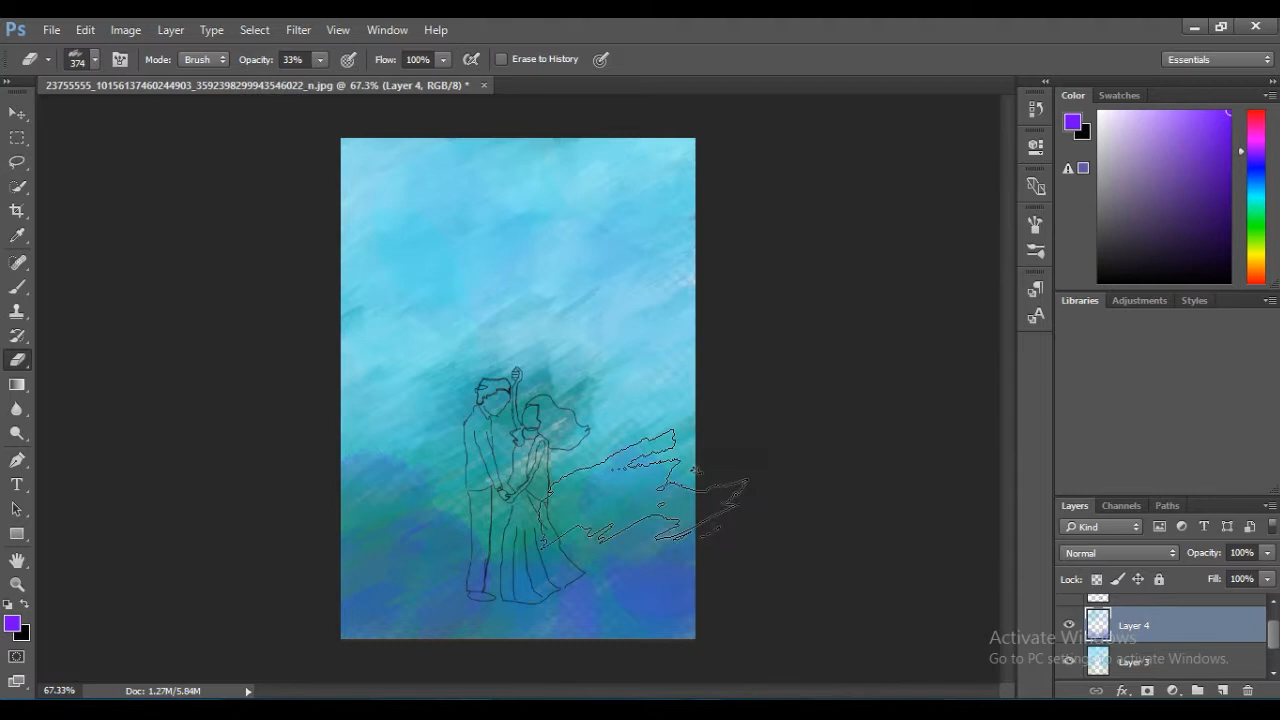 Ps File Edit Image Layer Type Select Filter View Window Help
374 Mode: Brush Opacity: 33% Flow: 100% Erase to History Essentials
23755555_10156137460244903_3592398299943546022_n.jpg @ 67.3% (Layer 4, RGB/8) *
Color Swatches
Libraries Adjustments Styles
Layers Channels Paths
Kind
Normal Opacity: 100%
Lock: Fill: 100%
Layer 4
Activate Windows
Layer 3
Go to PC settings to activate Windows.
67.33% Doc: 1.27M/5.84M